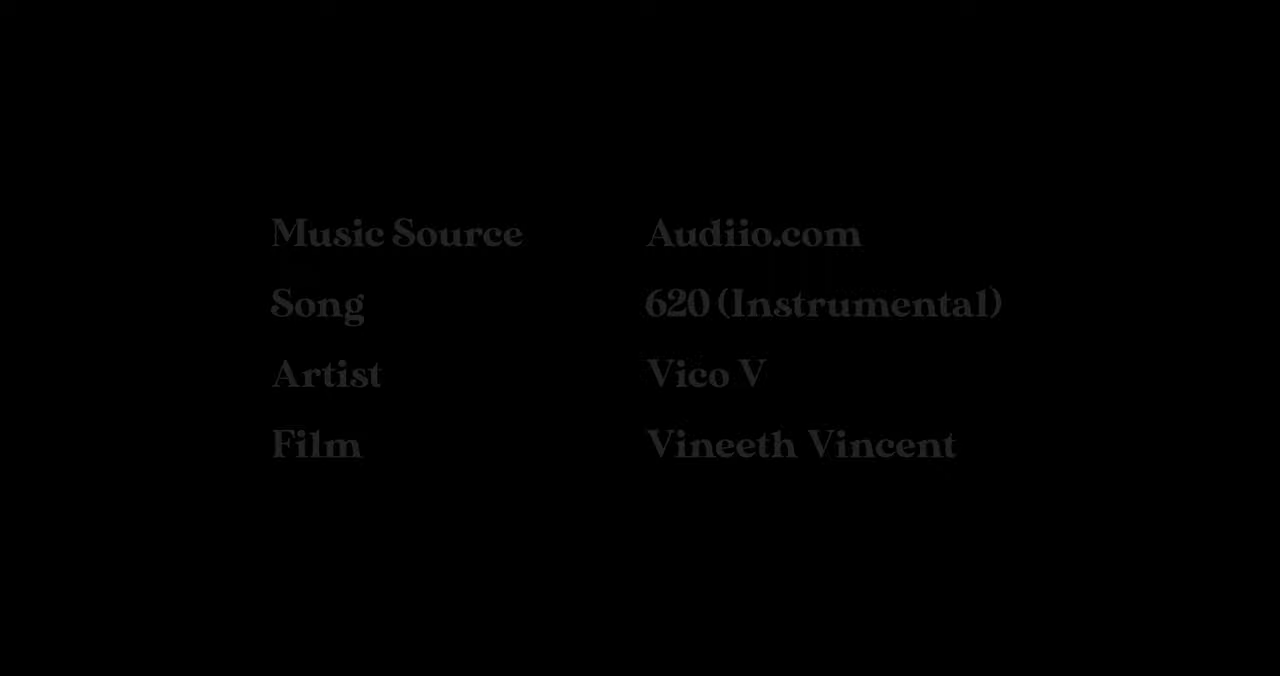 Music Source Audiio.com
Song 620 (Instrumental)
Artist Vico V
Film Vineeth Vincent